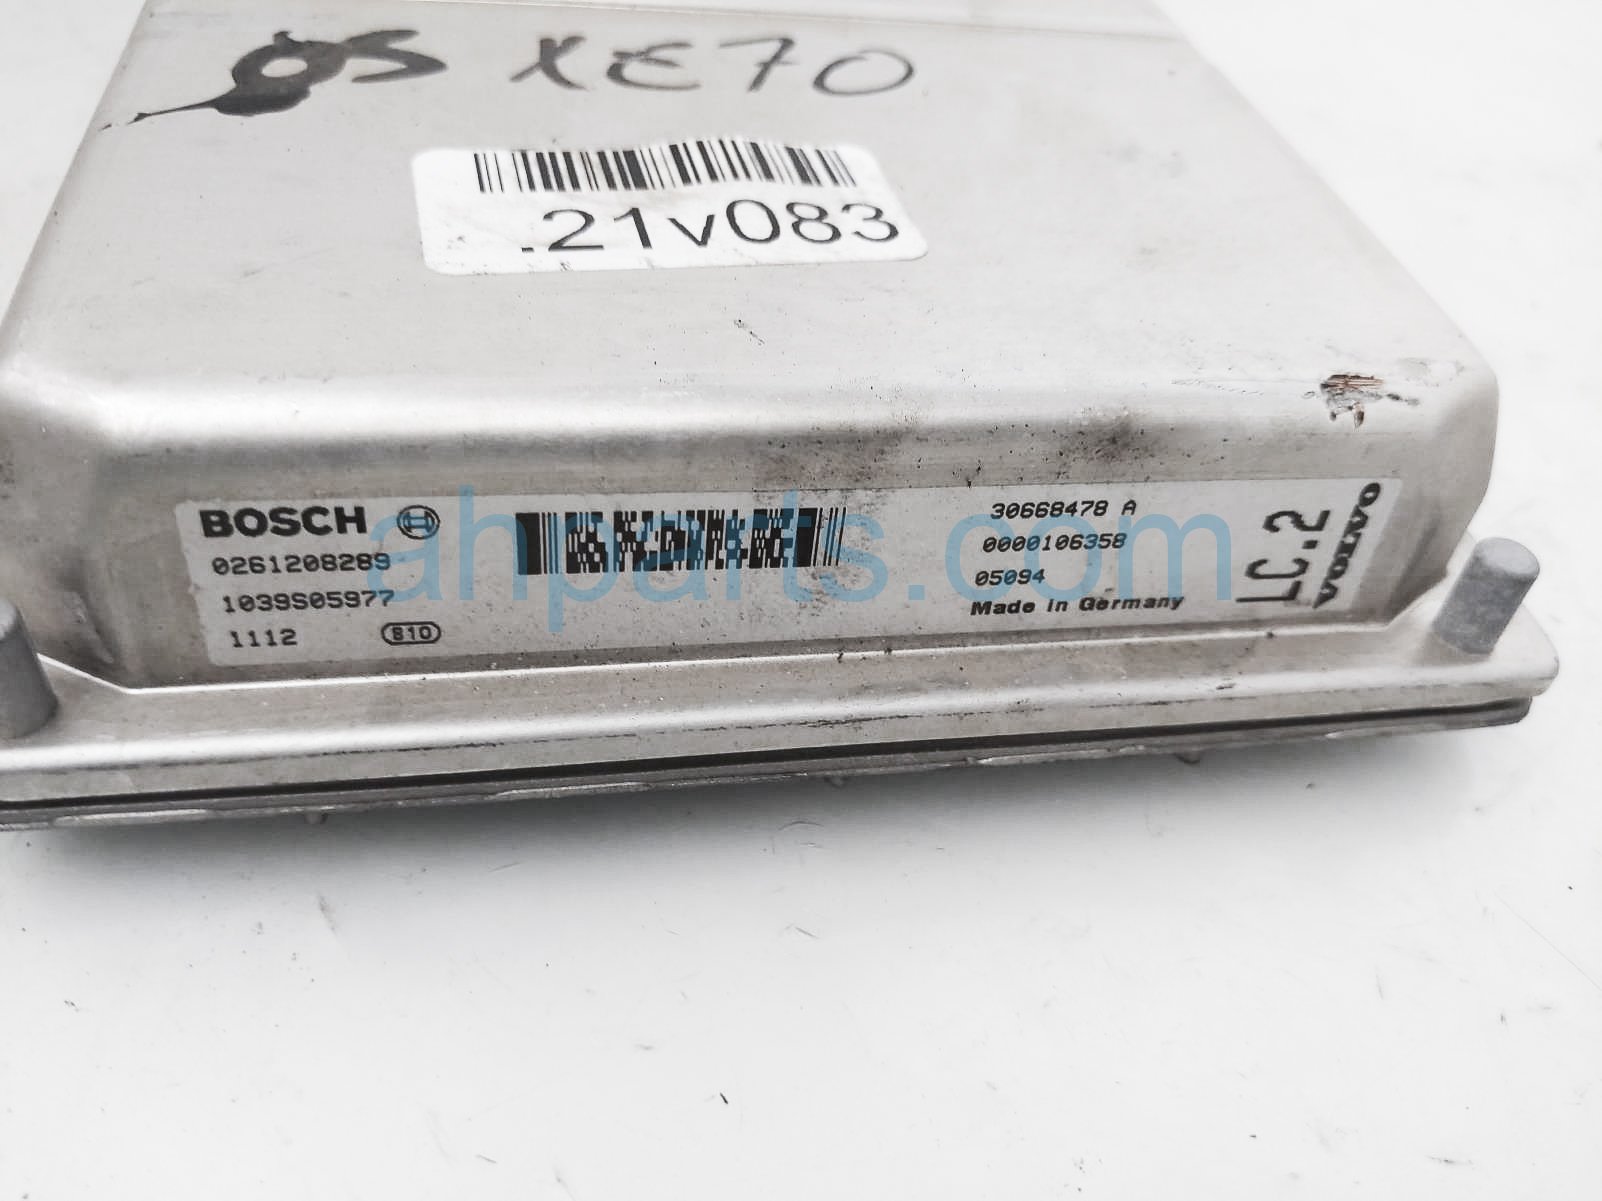 05 XE70
.21v083
BOSCH
0261208289
1039S05977
1112 810
30668478 A
0000106358
05094
Made in Germany
LC.2
VOLVO
ahparts.com